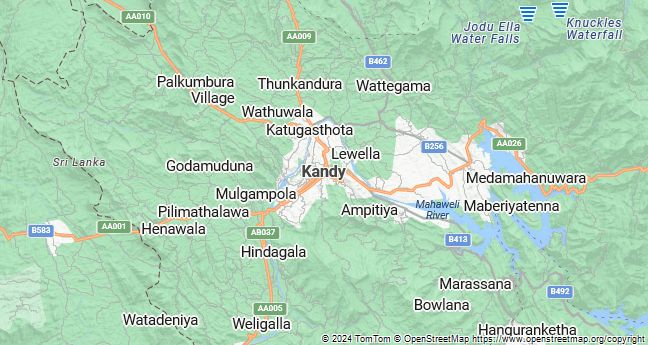 AA010
Jodu Ella
Water Falls
Knuckles
Waterfall
AA009
B462
Palkumbura
Village
Thunkandura
Wattegama
Wathuwala
Katugasthota
B256
AA026
Lewella
Sri Lanka
Godamuduna
Kandy
Medamahanuwara
Mulgampola
Mahaweli
River
Maberiyatenna
Pilimathalawa
Ampitiya
B583
AA001
Henawala
AB037
B413
Hindagala
Marassana
B492
Bowlana
AA005
Watadeniya
Weligalla
Hanguranketha
© 2024 TomTom © OpenStreetMap https://www.openstreetmap.org/copyright